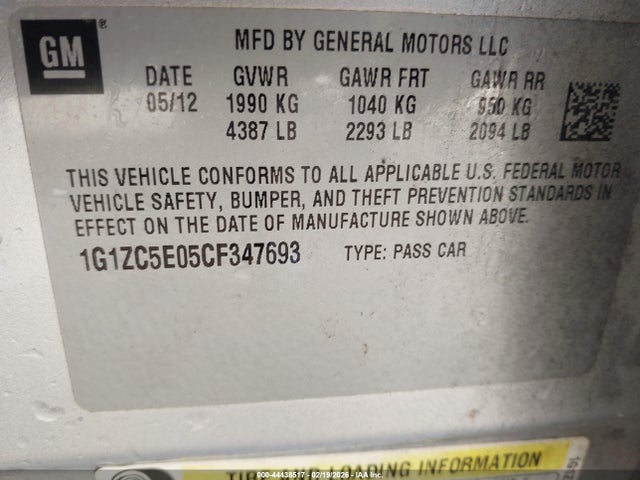 GM ®
MFD BY GENERAL MOTORS LLC
DATE GVWR GAWR FRT GAWR RR
05/12 1990 KG 1040 KG 950 KG
4387 LB 2293 LB 2094 LB
THIS VEHICLE CONFORMS TO ALL APPLICABLE U.S. FEDERAL MOTOR
VEHICLE SAFETY, BUMPER, AND THEFT PREVENTION STANDARDS IN
EFFECT ON THE DATE OF MANUFACTURE SHOWN ABOVE.
1G1ZC5E05CF347693 TYPE: PASS CAR
LOADING INFORMATION
© 44438517 - 02/19/2026 - IAAI